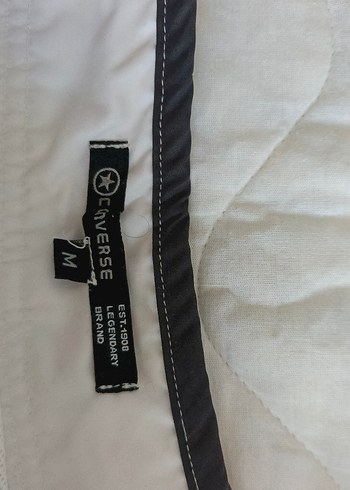 CONVERSE
EST.1908
LEGENDARY
BRAND
M